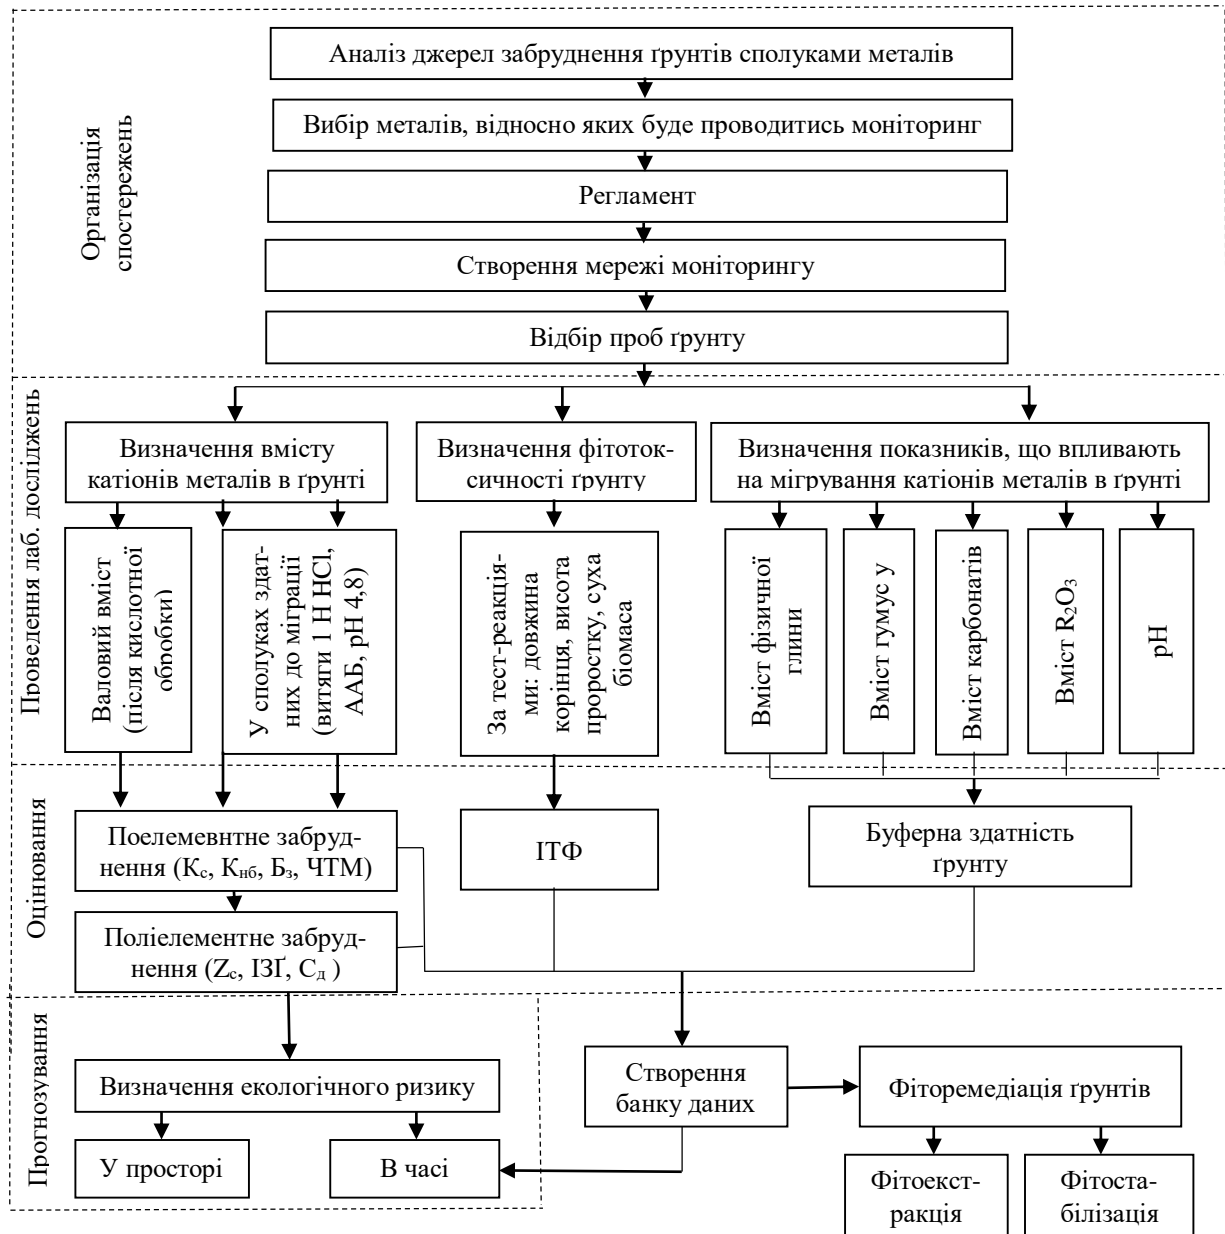 Організація
спостережень
Аналіз джерел забруднення ґрунтів сполуками металів
Вибір металів, відносно яких буде проводитись моніторинг
Регламент
Створення мережі моніторингу
Відбір проб ґрунту
Проведення лаб. досліджень
Визначення вмісту
катіонів металів в ґрунті
Визначення фітоток-
сичності ґрунту
Визначення показників, що впливають
на мігрування катіонів металів в ґрунті
Валовий вміст
(після кислотної
обробки)
У сполуках здат-
них до міграції
(витяги 1 Н HCl,
ААБ, pH 4,8)
За тест-реакція-
ми: довжина
корінця, висота
проростку, суха
біомаса
Вміст фізичної
глини
Вміст гумус у
Вміст карбонатів
Вміст R₂O₃
pH
Оцінювання
Поелемевнтне забруд-
нення (Кс, Кнб, Бз, ЧТМ)
ІТФ
Буферна здатність
ґрунту
Поліелементне забруд-
нення (Zс, ІЗҐ, Сд )
Прогнозування
Визначення екологічного ризику
У просторі
В часі
Створення
банку даних
Фіторемедіація ґрунтів
Фітоекст-
ракція
Фітоста-
білізація